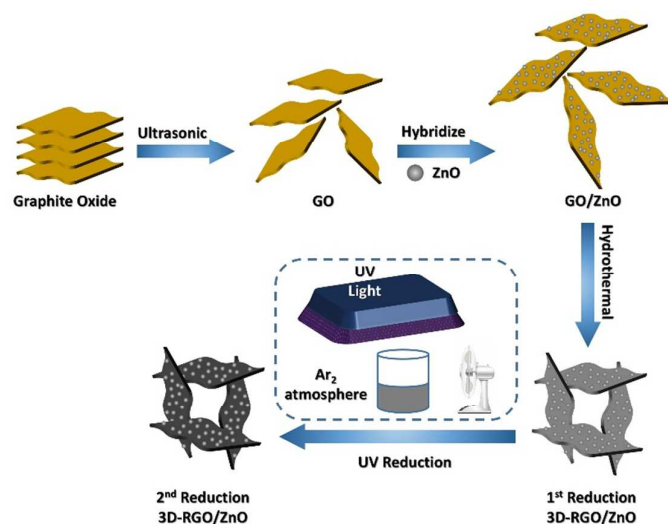 Ultrasonic
Hybridize
ZnO
Graphite Oxide
GO
GO/ZnO
Hydrothermal
UV
Light
Ar₂
atmosphere
UV Reduction
2ⁿᵈ Reduction
3D-RGO/ZnO
1ˢᵗ Reduction
3D-RGO/ZnO